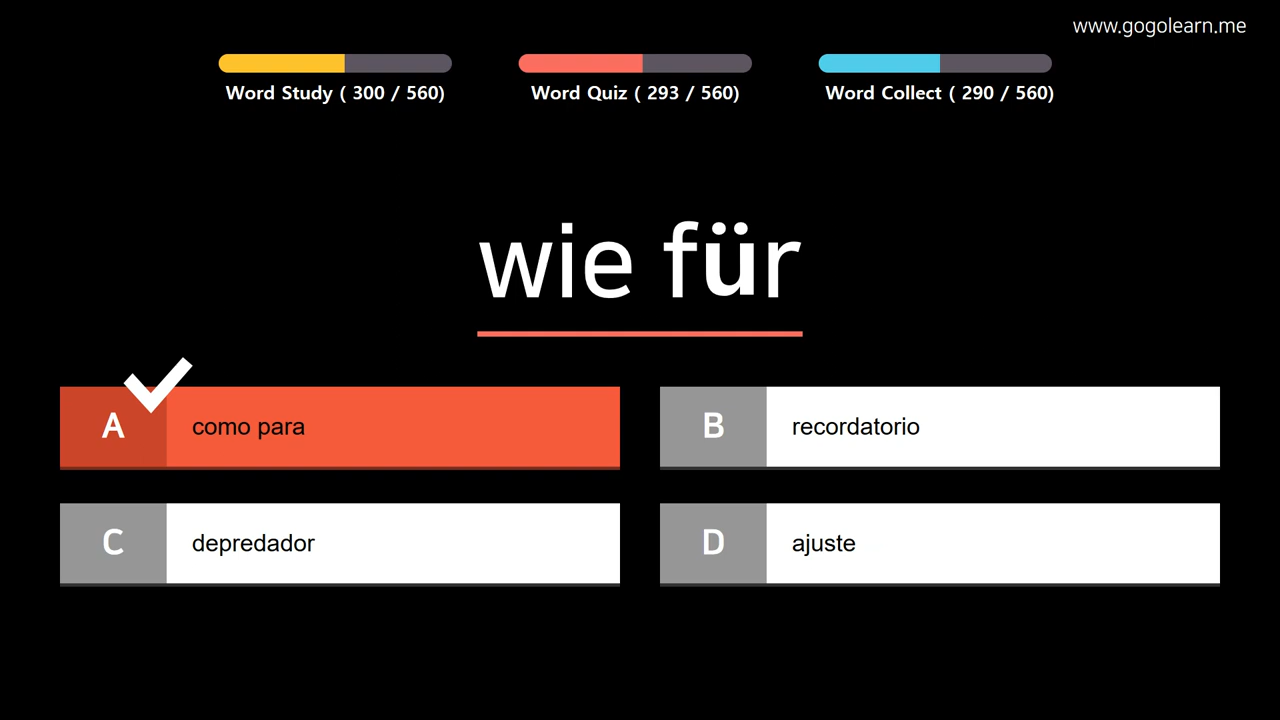 www.gogolearn.me
Word Study ( 300 / 560)
Word Quiz ( 293 / 560)
Word Collect ( 290 / 560)
wie für
A
como para
B
recordatorio
C
depredador
D
ajuste